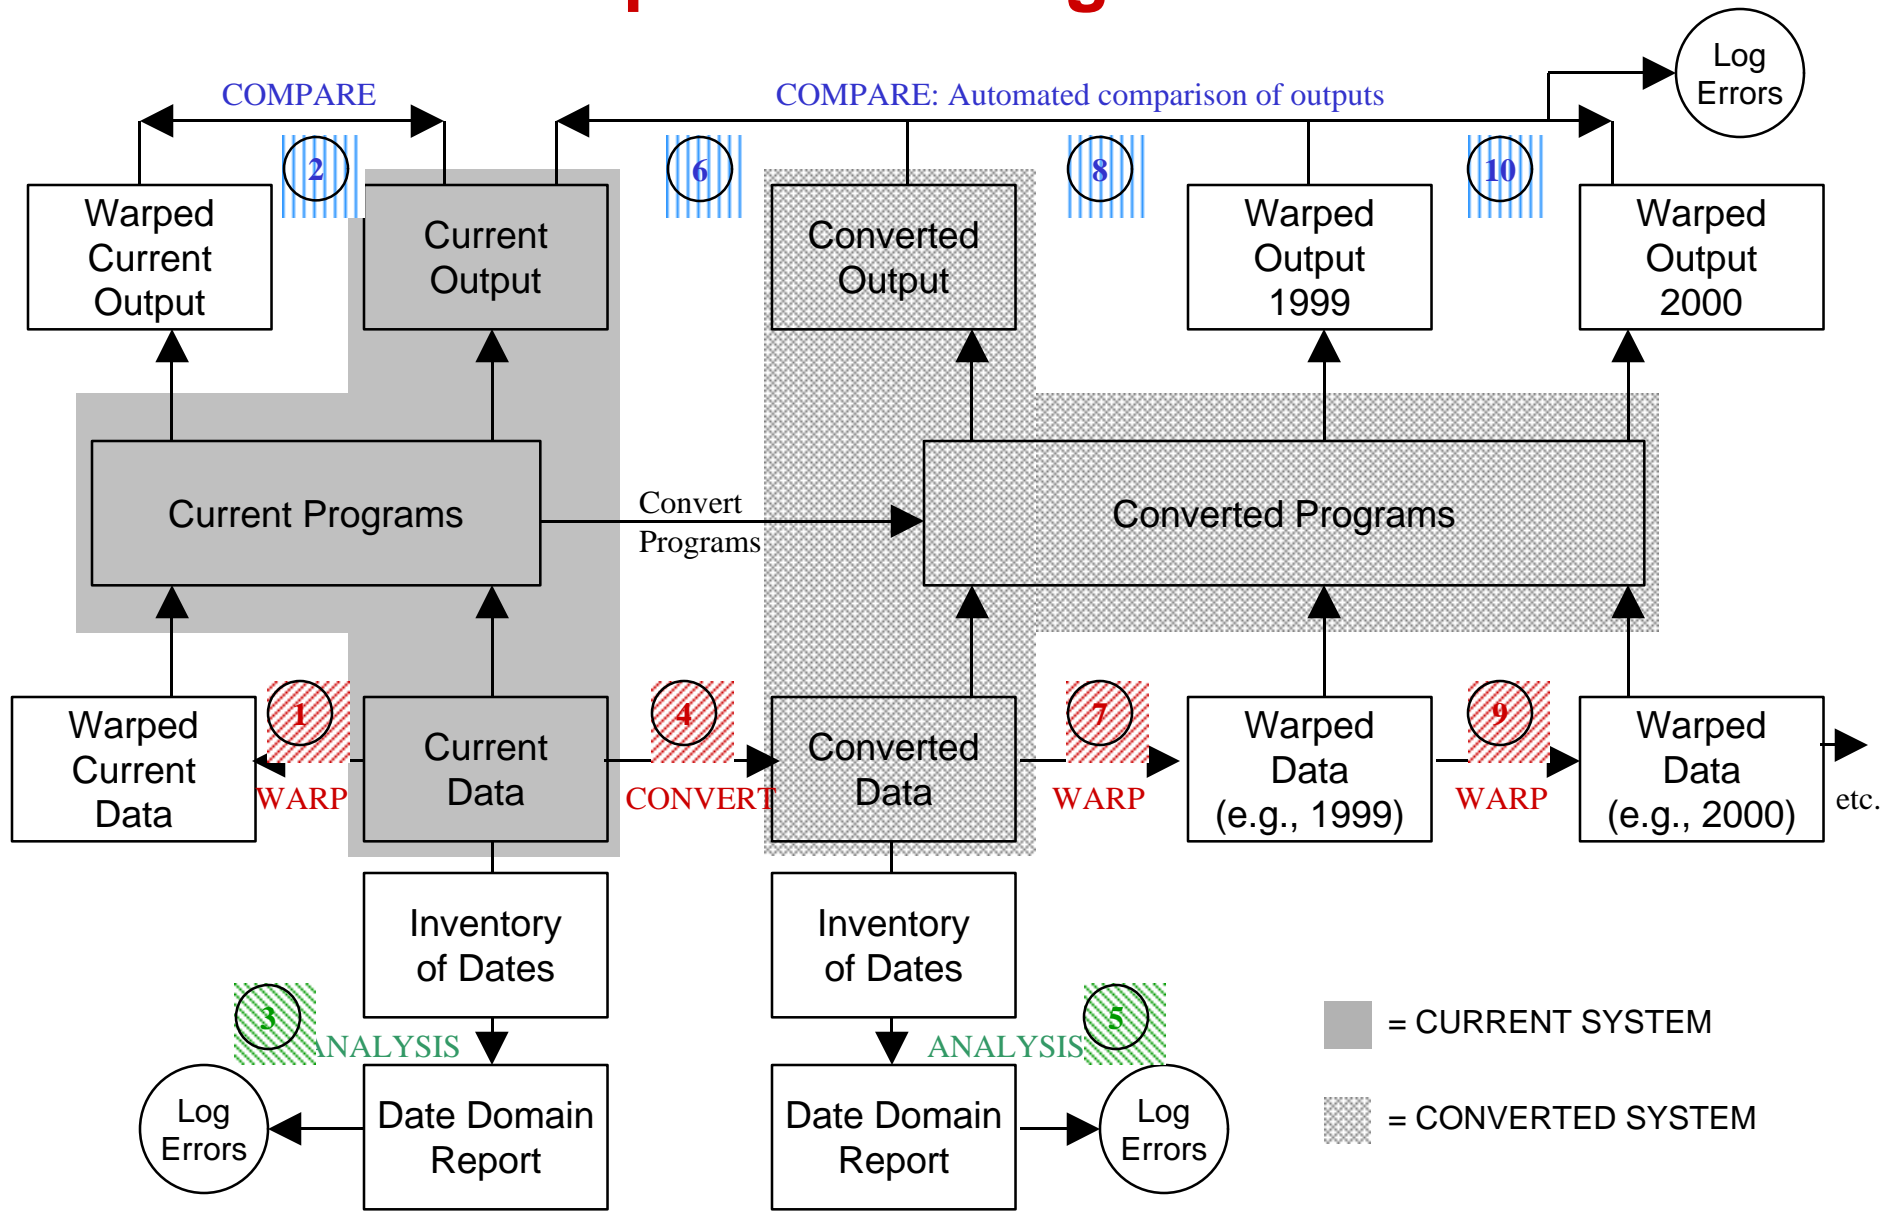 Log
Errors
COMPARE
COMPARE: Automated comparison of outputs
2
6
8
10
Warped
Current
Output
Current
Output
Converted
Output
Warped
Output
1999
Warped
Output
2000
Current Programs
Convert
Programs
Converted Programs
1
4
7
9
Warped
Current
Data
WARP
Current
Data
CONVERT
Converted
Data
WARP
Warped
Data
(e.g., 1999)
WARP
Warped
Data
(e.g., 2000)
etc.
Inventory
of Dates
Inventory
of Dates
3
ANALYSIS
ANALYSIS
5
= CURRENT SYSTEM
Log
Errors
Date Domain
Report
Date Domain
Report
Log
Errors
= CONVERTED SYSTEM